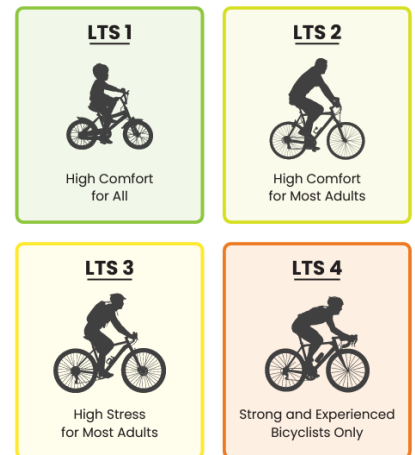 LTS 1
High Comfort
for All
LTS 2
High Comfort
for Most Adults
LTS 3
High Stress
for Most Adults
LTS 4
Strong and Experienced
Bicyclists Only